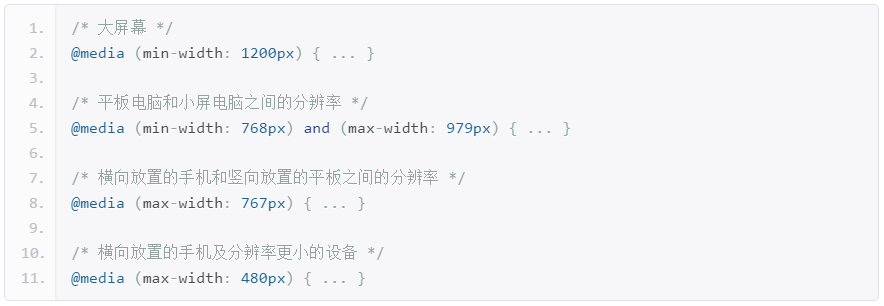 1. /* 大屏幕 */
2. @media (min-width: 1200px) { ... }
3.
4. /* 平板电脑和小屏电脑之间的分辨率 */
5. @media (min-width: 768px) and (max-width: 979px) { ... }
6.
7. /* 横向放置的手机和竖向放置的平板之间的分辨率 */
8. @media (max-width: 767px) { ... }
9.
10. /* 横向放置的手机及分辨率更小的设备 */
11. @media (max-width: 480px) { ... }